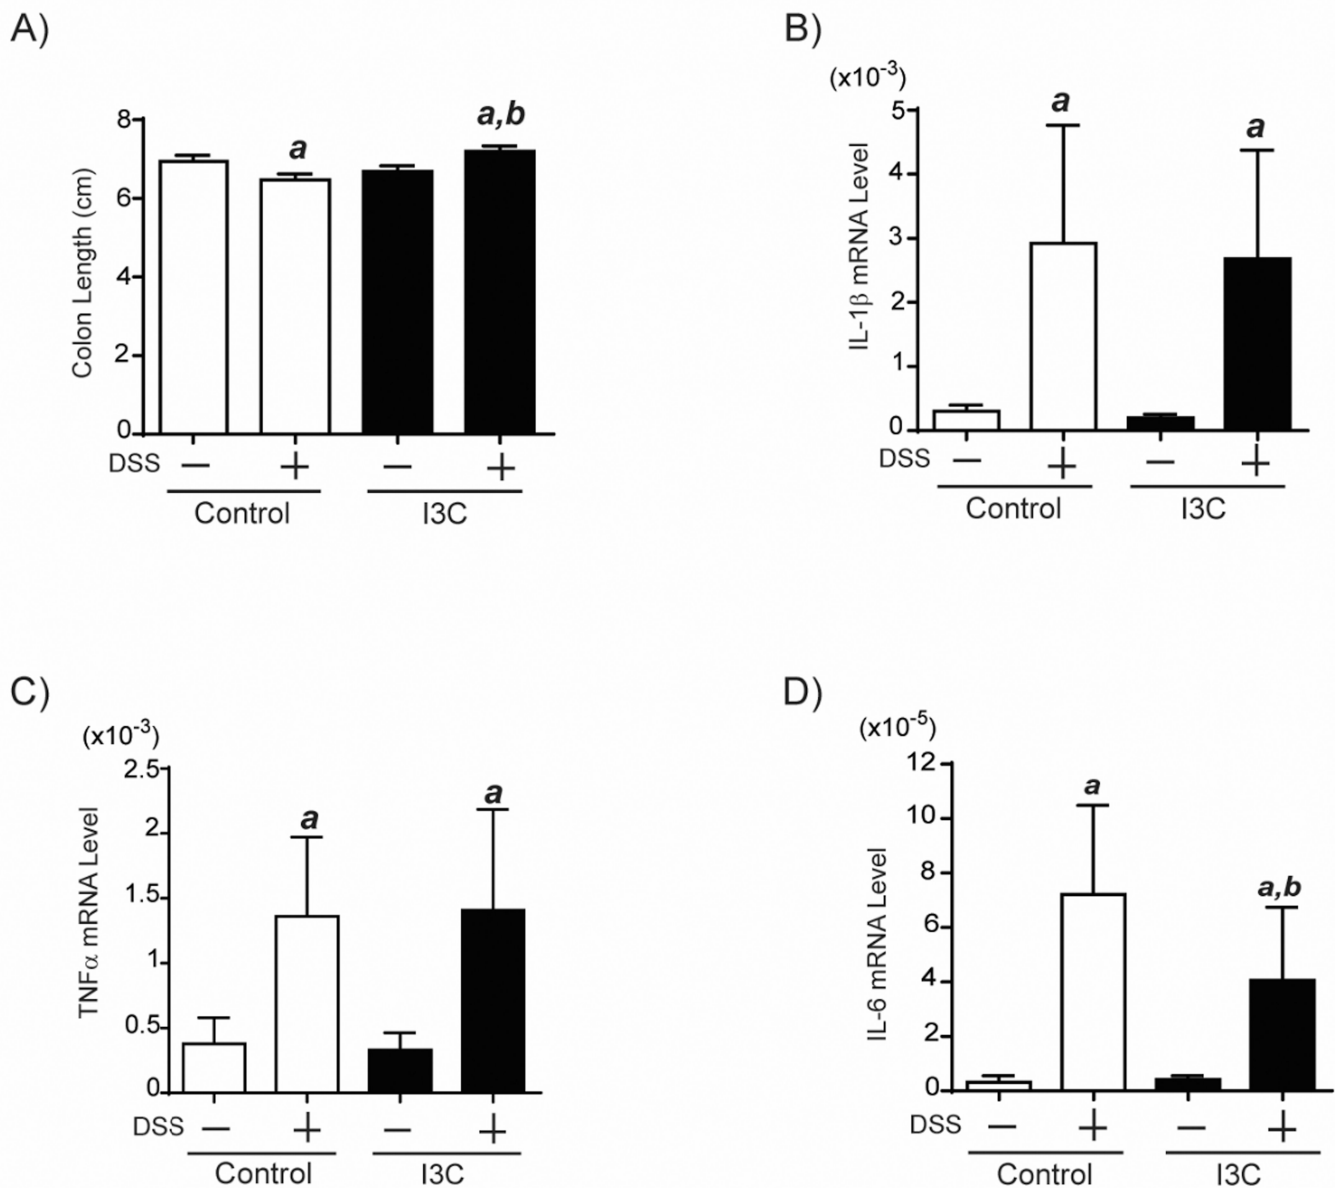 A)
8
6
4
2
0
Colon Length (cm)
a
a,b
DSS — + — +
Control I3C
B)
(x10-3)
5
4
3
2
1
0
IL-1β mRNA Level
a
a
DSS — + — +
Control I3C
C)
(x10-3)
2.5
2
1.5
1
0.5
0
TNFα mRNA Level
a
a
DSS — + — +
Control I3C
D)
(x10-5)
12
10
8
6
4
2
0
IL-6 mRNA Level
a
a,b
DSS — + — +
Control I3C